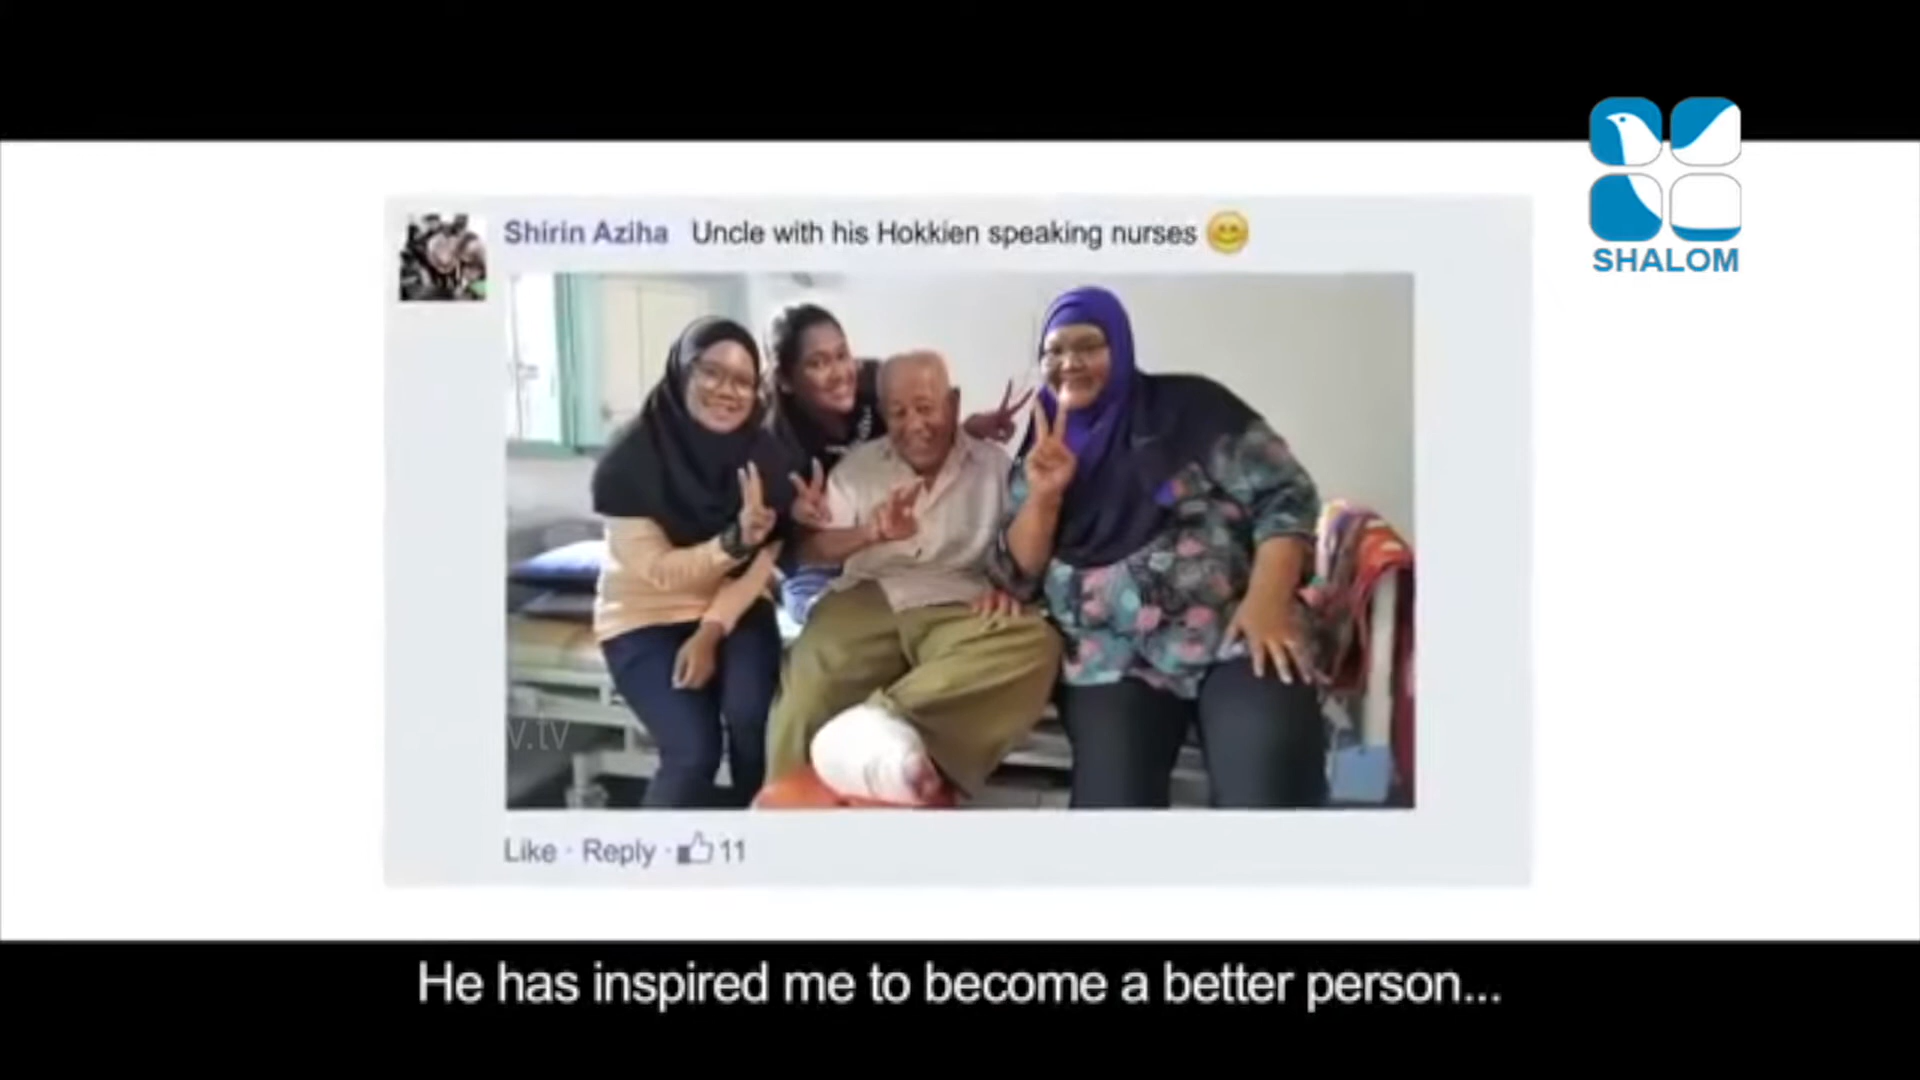 SHALOM
Shirin Aziha Uncle with his Hokkien speaking nurses 😊
v.tv
Like · Reply · 11
He has inspired me to become a better person...